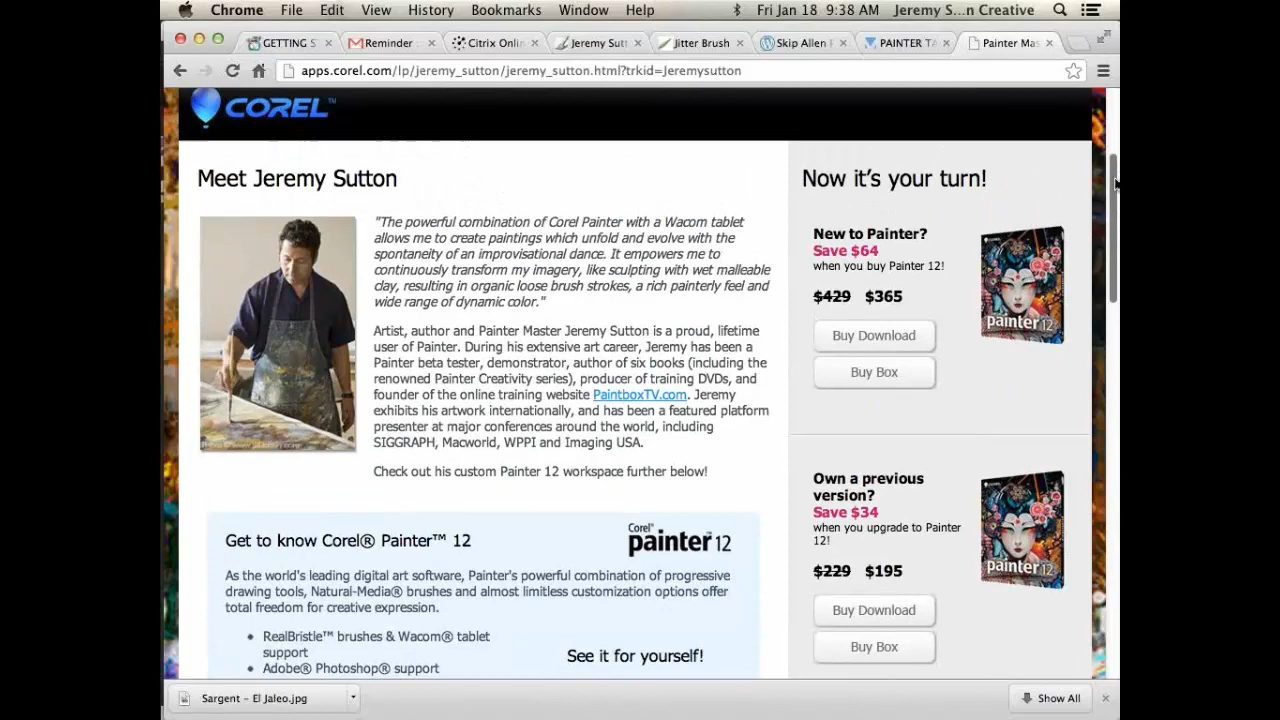 Chrome File Edit View History Bookmarks Window Help Fri Jan 18 9:38 AM Jeremy S...n Creative
GETTING S Reminder Citrix Onli Jeremy Sut Jitter Brush Skip Allen PAINTER TA Painter Mas
apps.corel.com/lp/jeremy_sutton/jeremy_sutton.html?trkid=Jeremysutton
COREL™
Meet Jeremy Sutton
"The powerful combination of Corel Painter with a Wacom tablet
allows me to create paintings which unfold and evolve with the
spontaneity of an improvisational dance. It empowers me to
continuously transform my imagery, like sculpting with wet malleable
clay, resulting in organic loose brush strokes, a rich painterly feel and
wide range of dynamic color."
Artist, author and Painter Master Jeremy Sutton is a proud, lifetime
user of Painter. During his extensive art career, Jeremy has been a
Painter beta tester, demonstrator, author of six books (including the
renowned Painter Creativity series), producer of training DVDs, and
founder of the online training website PaintboxTV.com. Jeremy
exhibits his artwork internationally, and has been a featured platform
presenter at major conferences around the world, including
SIGGRAPH, Macworld, WPPI and Imaging USA.
Check out his custom Painter 12 workspace further below!
Get to know Corel® Painter™ 12
Corel®
painter™12
As the world's leading digital art software, Painter's powerful combination of progressive
drawing tools, Natural-Media® brushes and almost limitless customization options offer
total freedom for creative expression.
• RealBristle™ brushes & Wacom® tablet
support
• Adobe® Photoshop® support
See it for yourself!
Now it's your turn!
New to Painter?
Save $64
when you buy Painter 12!
$429 $365
Buy Download
Buy Box
painter 12
Own a previous
version?
Save $34
when you upgrade to Painter
12!
$229 $195
Buy Download
Buy Box
painter 12
Sargent - El Jaleo.jpg
Show All